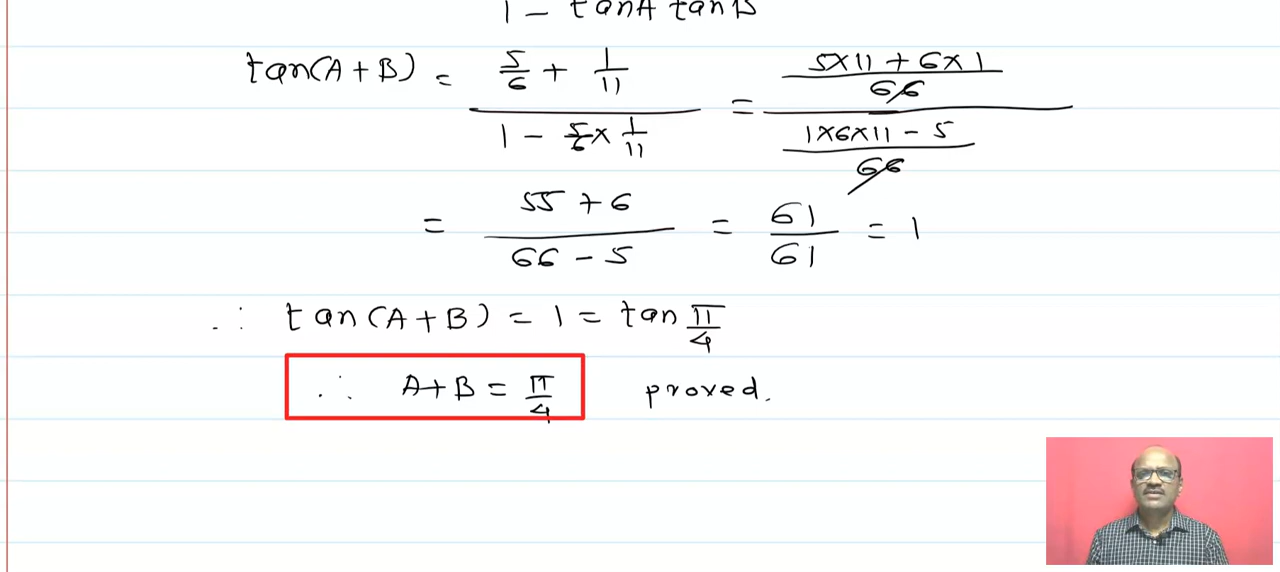 1 - tanA tanB
tan(A+B) = (5/6 + 1/11) / (1 - 5/6 × 1/11) = ((5×11 + 6×1)/66) / ((1×6×11 - 5)/66)
= (55 + 6)/(66 - 5) = 61/61 = 1
∴ tan(A+B) = 1 = tan π/4
∴ A+B = π/4 proved.